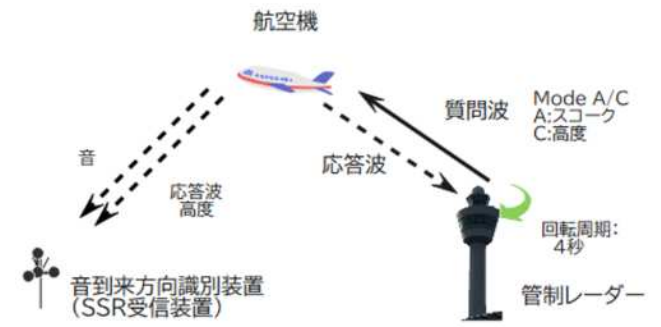 航空機
質問波
Mode A/C
A:スコーク
C:高度
音
応答波
応答波
高度
回転周期:
4秒
音到来方向識別装置
(SSR受信装置)
管制レーダー